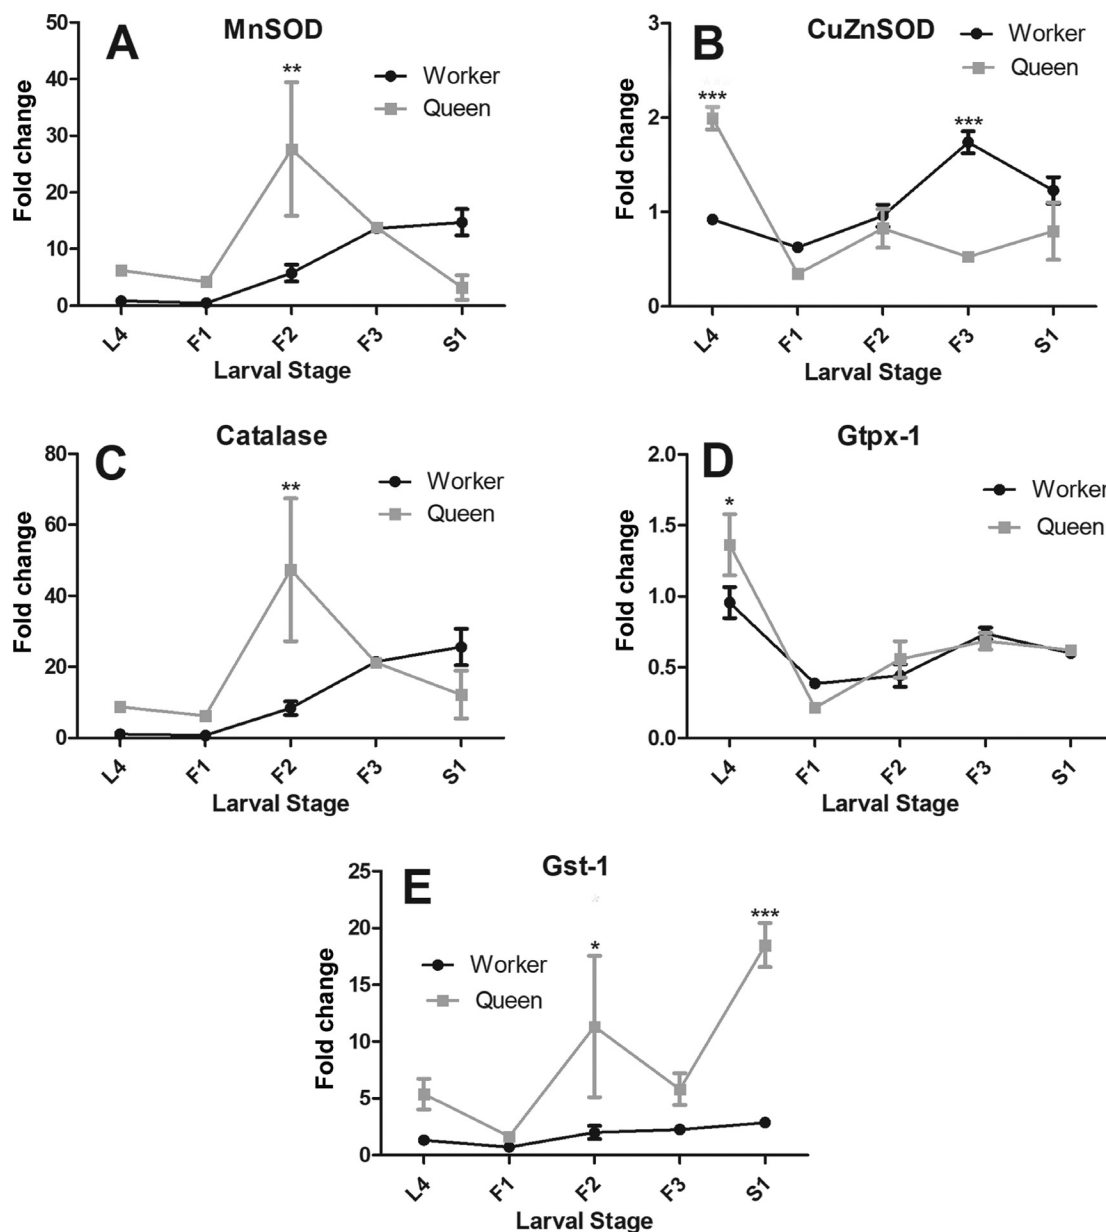 A
MnSOD
50
40
30
20
10
0
Fold change
**
Worker
Queen
L4
F1
F2
F3
S1
Larval Stage
B
CuZnSOD
3
2
1
0
Fold change
***
***
Worker
Queen
L4
F1
F2
F3
S1
Larval Stage
C
Catalase
80
60
40
20
0
Fold change
**
Worker
Queen
L4
F1
F2
F3
S1
Larval Stage
D
Gtpx-1
2.0
1.5
1.0
0.5
0.0
Fold change
*
Worker
Queen
L4
F1
F2
F3
S1
Larval Stage
E
Gst-1
25
20
15
10
5
0
Fold change
*
***
Worker
Queen
L4
F1
F2
F3
S1
Larval Stage